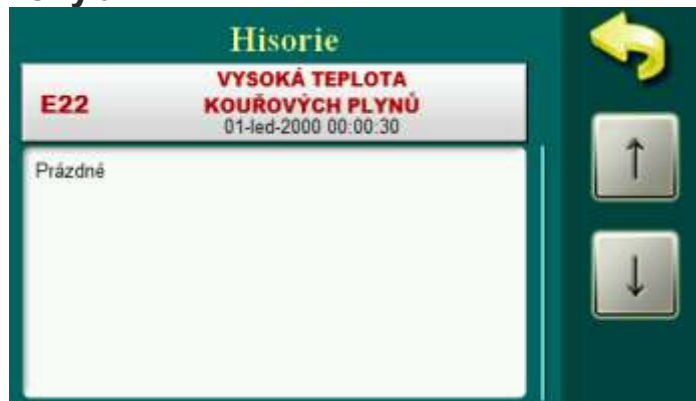 Hisorie
E22
VYSOKÁ TEPLOTA
KOUŘOVÝCH PLYNŮ
01-led-2000 00:00:30
Prázdné